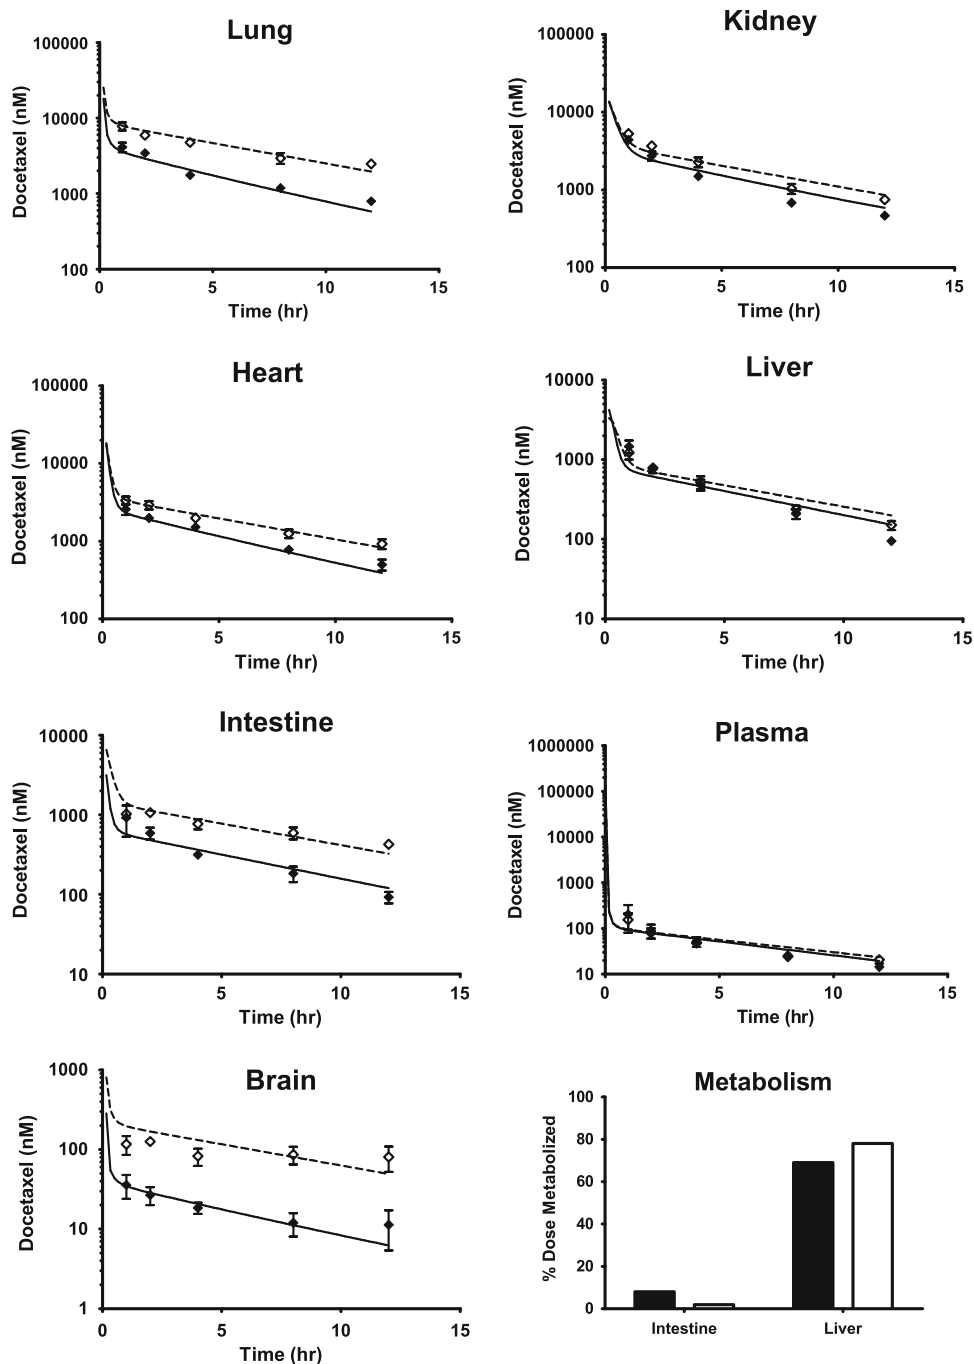 Lung
Docetaxel (nM)
100000
10000
1000
100
0
5
10
15
Time (hr)
Kidney
Docetaxel (nM)
100000
10000
1000
100
0
5
10
15
Time (hr)
Heart
Docetaxel (nM)
100000
10000
1000
100
0
5
10
15
Time (hr)
Liver
Docetaxel (nM)
10000
1000
100
10
0
5
10
15
Time (hr)
Intestine
Docetaxel (nM)
10000
1000
100
10
0
5
10
15
Time (hr)
Plasma
Docetaxel (nM)
1000000
100000
10000
1000
100
10
0
5
10
15
Time (hr)
Brain
Docetaxel (nM)
1000
100
10
1
0
5
10
15
Time (hr)
Metabolism
% Dose Metabolized
100
80
60
40
20
0
Intestine
Liver